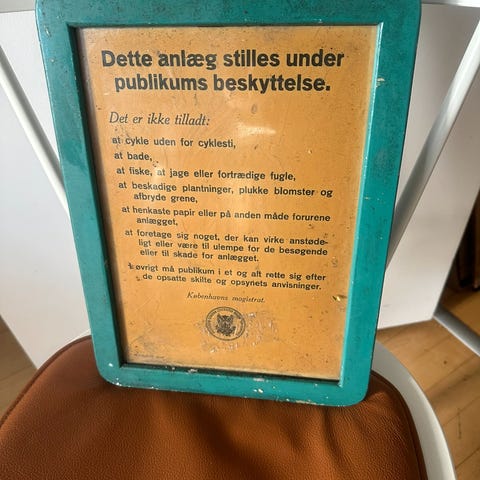 Dette anlæg stilles under
publikums beskyttelse.
Det er ikke tilladt:
at cykle uden for cyklesti,
at bade,
at fiske, at jage eller fortrædige fugle,
at beskadige plantninger, plukke blomster og
afbryde grene,
at henkaste papir eller på anden måde forurene
anlægget,
at foretage sig noget, der kan virke anstøde-
ligt eller være til ulempe for de besøgende
eller til skade for anlægget.
I øvrigt må publikum i et og alt rette sig efter
de opsatte skilte og opsynets anvisninger.
Københavns magistrat.